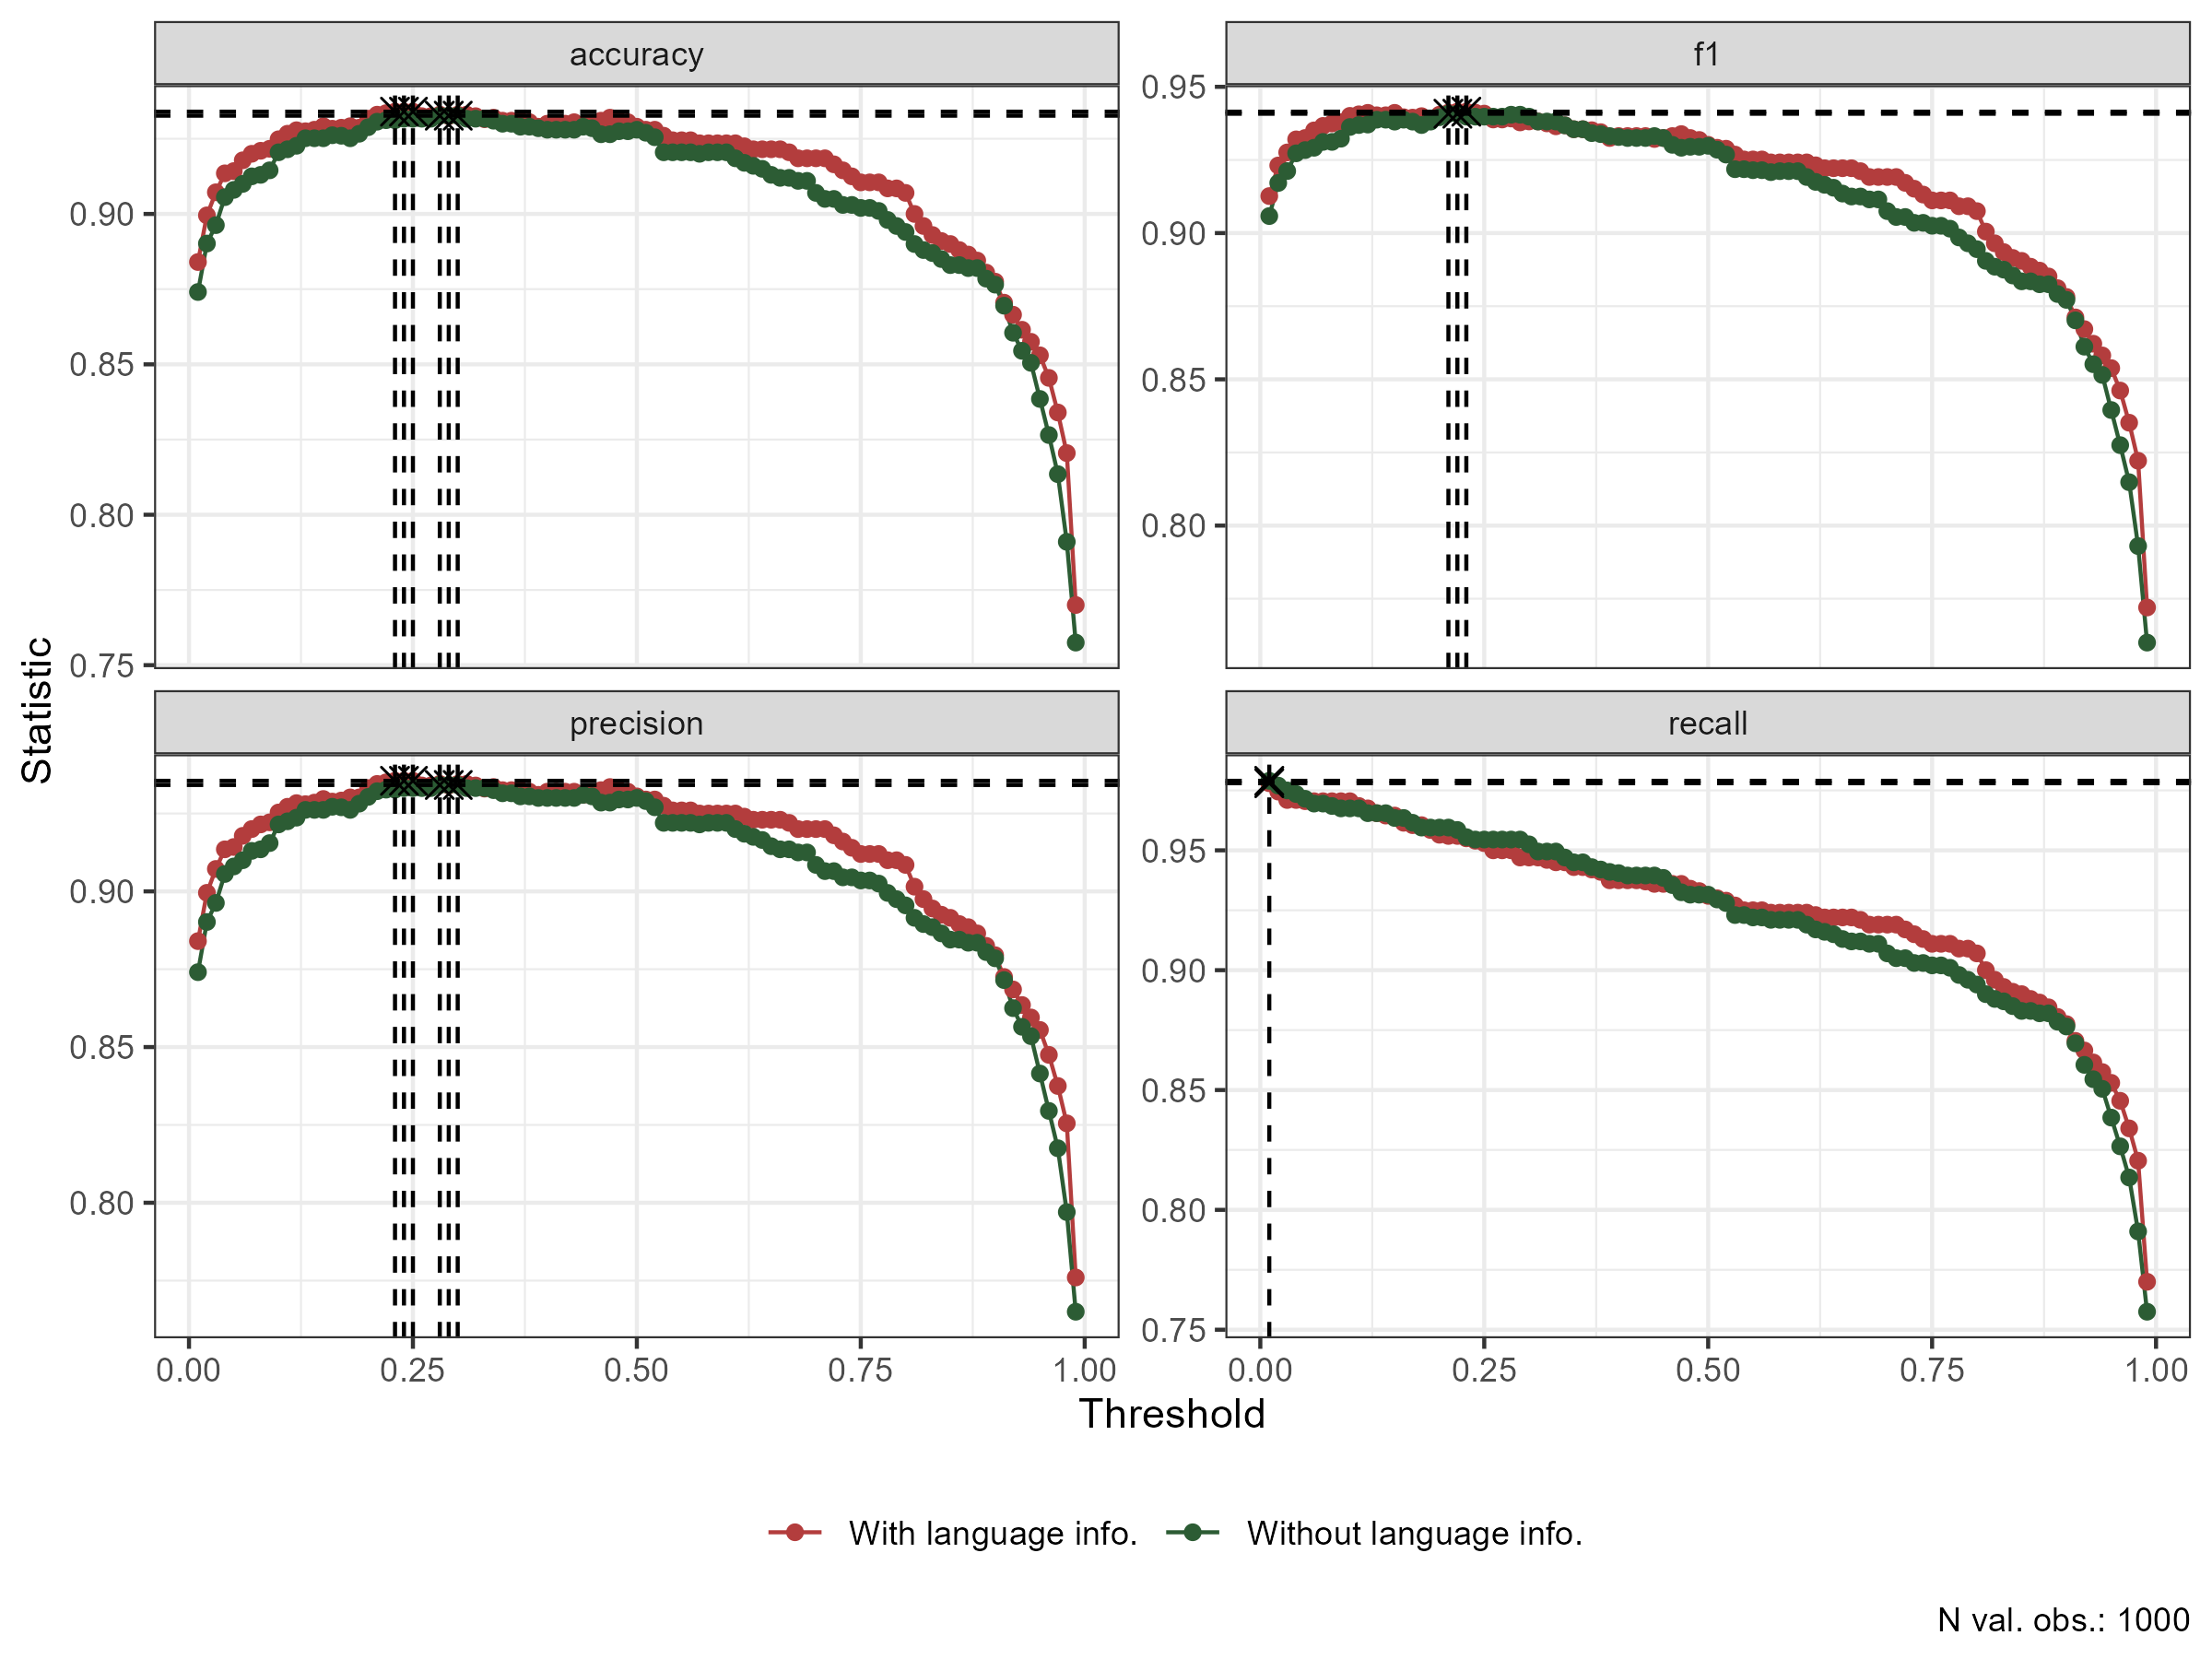 accuracy
f1
0.95
0.90
0.85
0.80
0.75
0.90
0.85
0.80
Statistic
precision
recall
0.90
0.85
0.80
0.95
0.90
0.85
0.80
0.75
0.00 0.25 0.50 0.75 1.00
0.00 0.25 0.50 0.75 1.00
Threshold
With language info. Without language info.
N val. obs.: 1000